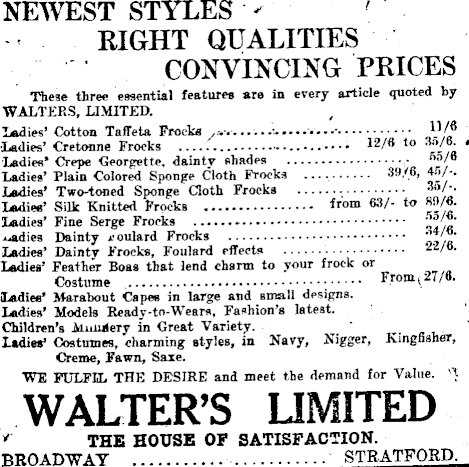 NEWEST STYLES
RIGHT QUALITIES
CONVINCING PRICES
These three essential features are in every article quoted by
WALTERS, LIMITED.
Ladies' Cotton Taffeta Frocks ................ 11/6
Ladies' Cretonne Frocks ................ 12/6 to 35/6.
Ladies' Crepe Georgette, dainty shades ................ 55/6
Ladies' Plain Colored Sponge Cloth Frocks .......... 39/6, 45/-.
Ladies' Two-toned Sponge Cloth Frocks ............ 35/-.
Ladies' Silk Knitted Frocks ............... from 63/- to 89/6.
Ladies' Fine Serge Frocks ................ 55/6.
Ladies Dainty Foulard Frocks ................ 34/6.
Ladies' Dainty Frocks, Foulard effects ................ 22/6.
Ladies' Feather Boas that lend charm to your frock or
Costume ................ From 27/6.
Ladies' Marabout Capes in large and small designs.
Ladies' Models Ready-to-Wears, Fashion's latest.
Children's Millinery in Great Variety.
Ladies' Costumes, charming styles, in Navy, Nigger, Kingfisher,
Creme, Fawn, Saxe.
WE FULFIL THE DESIRE and meet the demand for Value.
WALTER'S LIMITED
THE HOUSE OF SATISFACTION.
BROADWAY ................ STRATFORD.